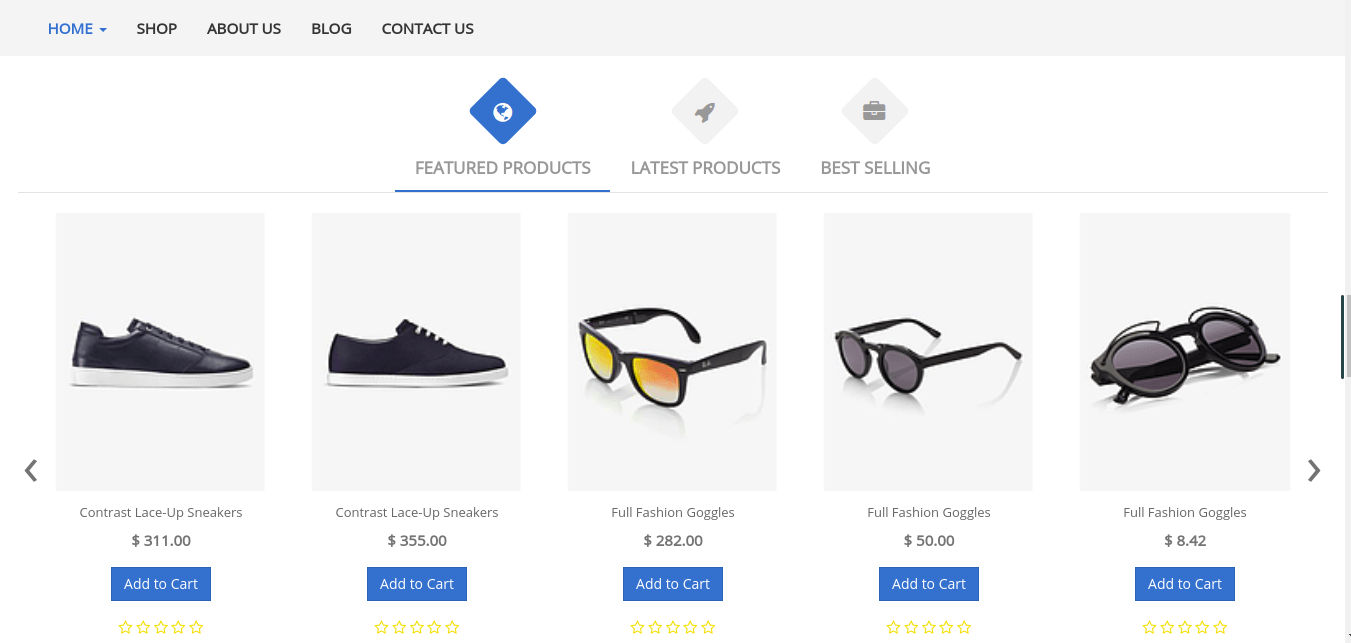 HOME SHOP ABOUT US BLOG CONTACT US
FEATURED PRODUCTS LATEST PRODUCTS BEST SELLING
Contrast Lace-Up Sneakers Contrast Lace-Up Sneakers Full Fashion Goggles Full Fashion Goggles Full Fashion Goggles
$ 311.00 $ 355.00 $ 282.00 $ 50.00 $ 8.42
Add to Cart Add to Cart Add to Cart Add to Cart Add to Cart